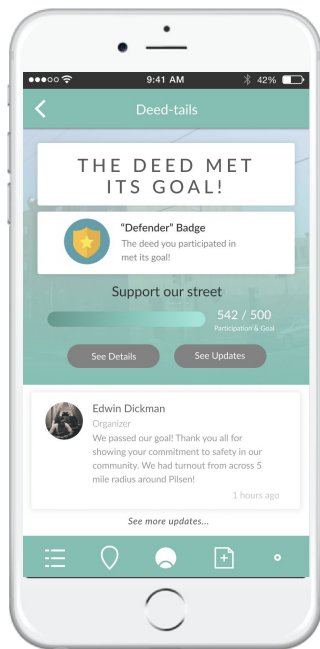 9:41 AM
42%
Deed-tails
THE DEED MET
ITS GOAL!
"Defender" Badge
The deed you participated in
met its goal!
Support our street
542 / 500
Participation & Goal
See Details
See Updates
Edwin Dickman
Organizer
We passed our goal! Thank you all for
showing your commitment to safety in our
community. We had turnout from across 5
mile radius around Pilsen!
1 hours ago
See more updates...